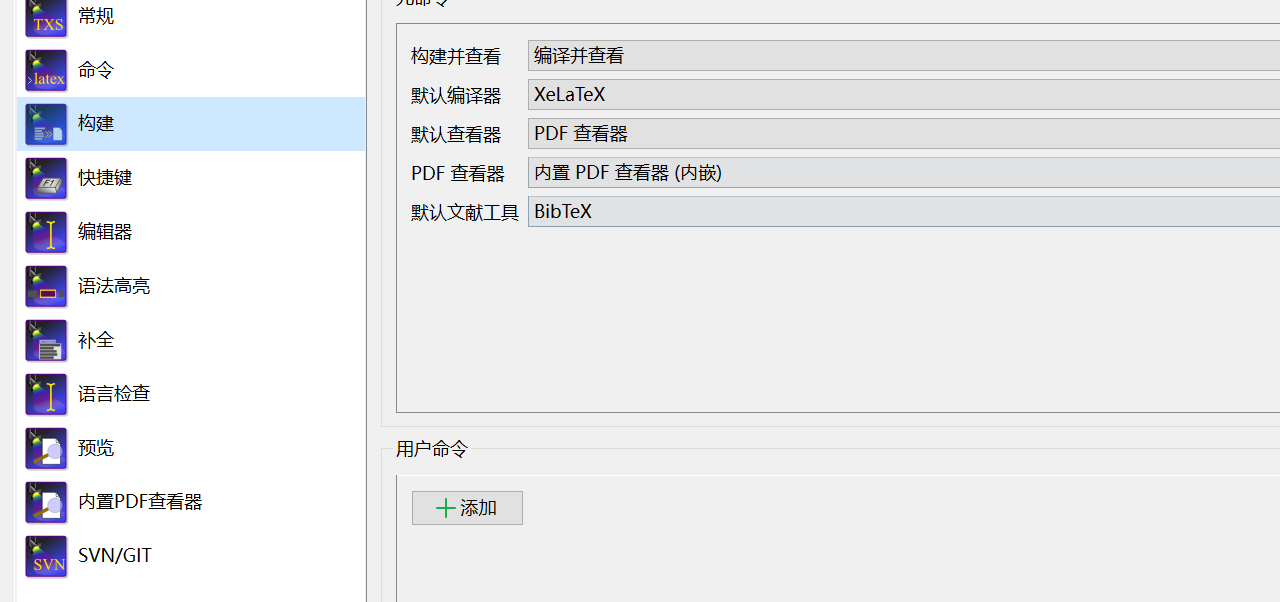 TXS 常规
>latex 命令
构建
F1 快捷键
编辑器
语法高亮
补全
语言检查
预览
内置PDF查看器
SVN SVN/GIT
元命令
构建并查看 编译并查看
默认编译器 XeLaTeX
默认查看器 PDF 查看器
PDF 查看器 内置 PDF 查看器 (内嵌)
默认文献工具 BibTeX
用户命令
添加